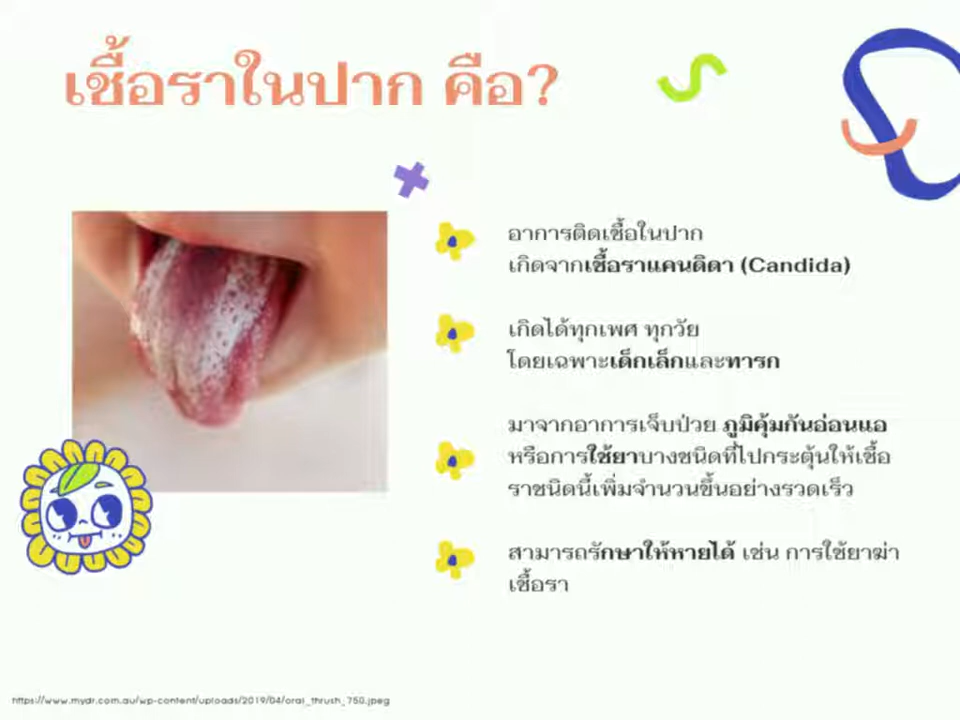 เชื้อราในปาก คือ?
อาการติดเชื้อในปาก
เกิดจากเชื้อราแคนดิดา (Candida)
เกิดได้ทุกเพศ ทุกวัย
โดยเฉพาะเด็กเล็กและทารก
มาจากอาการเจ็บป่วย ภูมิคุ้มกันอ่อนแอ
หรือการใช้ยาบางชนิดที่ไปกระตุ้นให้เชื้อ
ราชนิดนี้เพิ่มจำนวนขึ้นอย่างรวดเร็ว
สามารถรักษาให้หายได้ เช่น การใช้ยาฆ่า
เชื้อรา
https://www.mydr.com.au/wp-content/uploads/2019/04/oral_thrush_750.jpeg